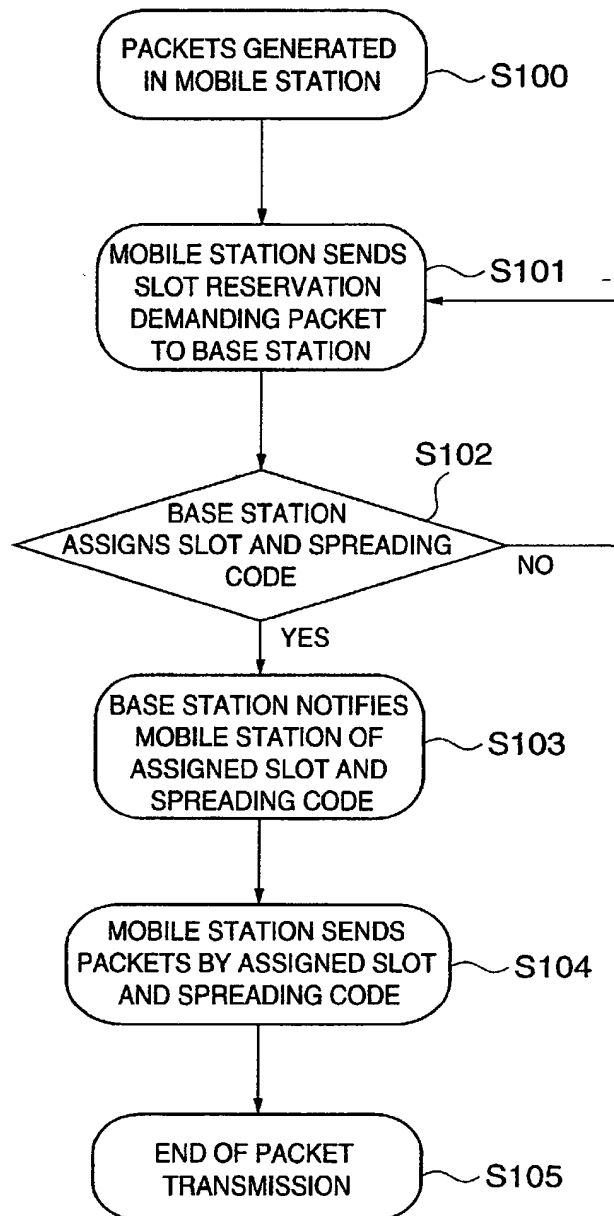 PACKETS GENERATED
IN MOBILE STATION
S100
MOBILE STATION SENDS
SLOT RESERVATION
DEMANDING PACKET
TO BASE STATION
S101
S102
BASE STATION
ASSIGNS SLOT AND SPREADING
CODE
NO
YES
BASE STATION NOTIFIES
MOBILE STATION OF
ASSIGNED SLOT AND
SPREADING CODE
S103
MOBILE STATION SENDS
PACKETS BY ASSIGNED SLOT
AND SPREADING CODE
S104
END OF PACKET
TRANSMISSION
S105